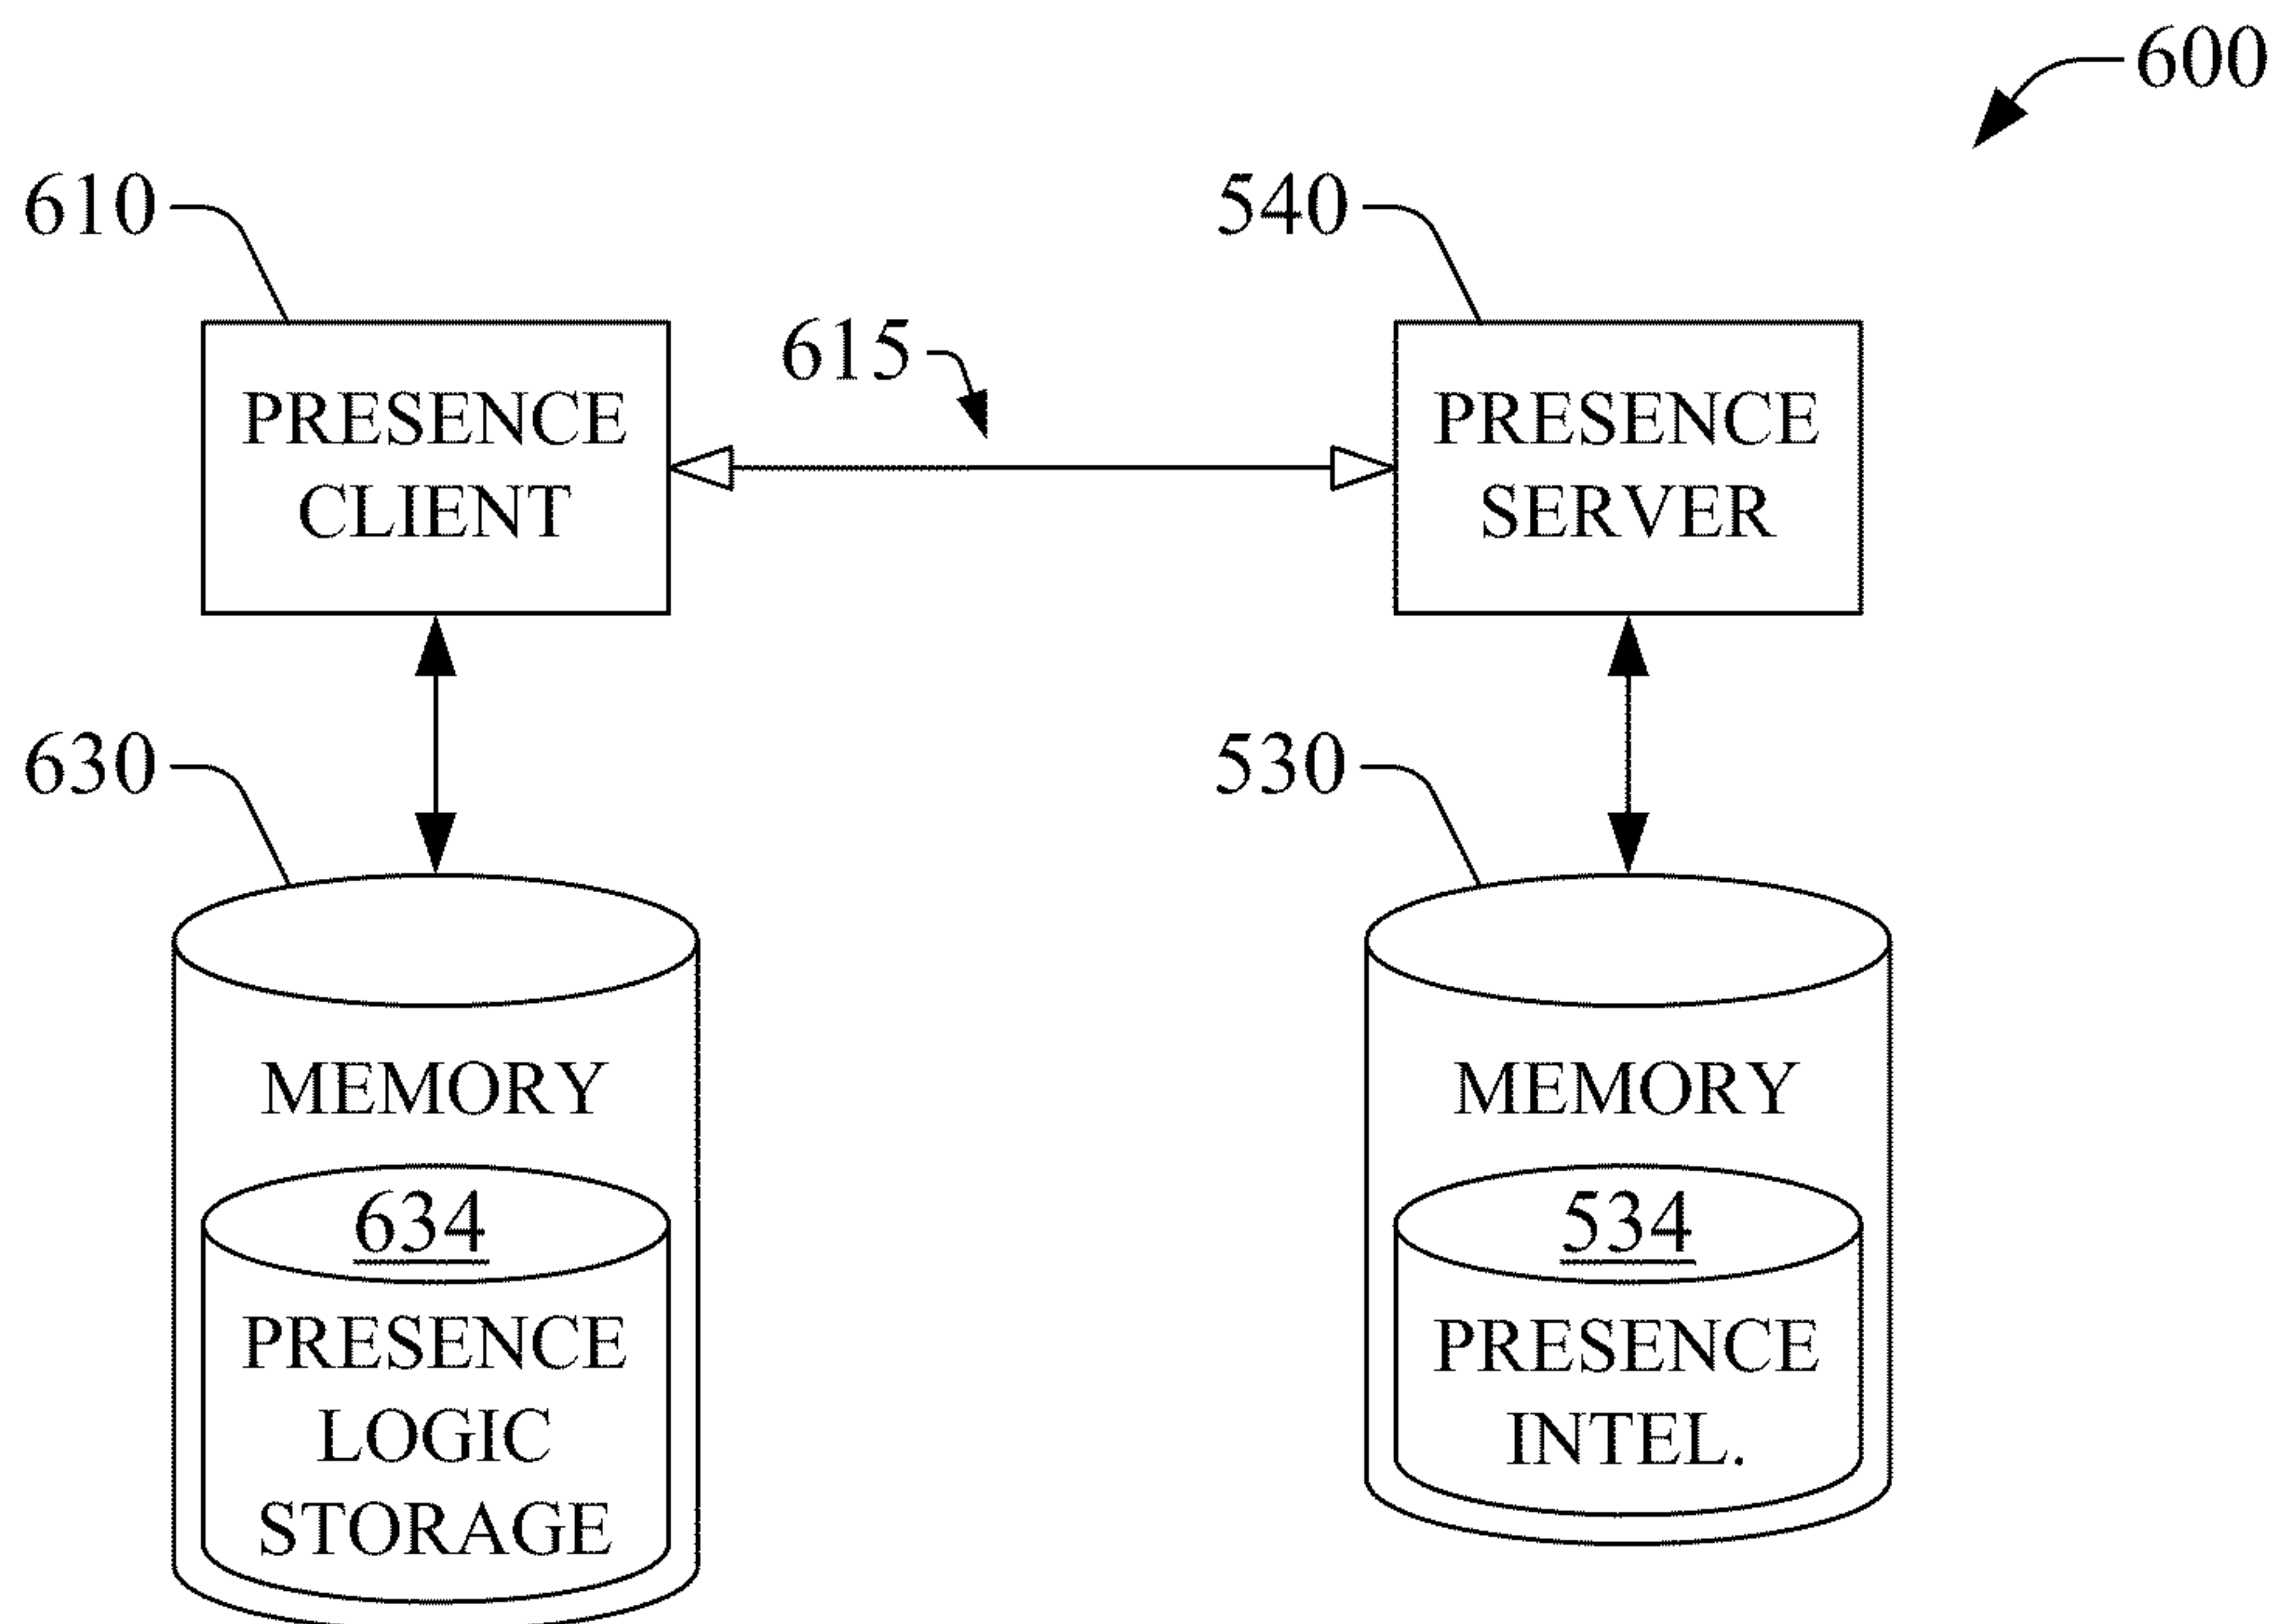 600
610
540
615
PRESENCE
CLIENT
PRESENCE
SERVER
630
530
MEMORY
634
PRESENCE
LOGIC
STORAGE
MEMORY
534
PRESENCE
INTEL.